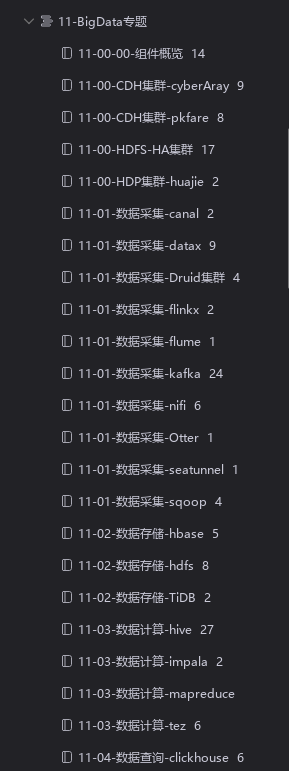 11-BigData专题
11-00-00-组件概览 14
11-00-CDH集群-cyberAray 9
11-00-CDH集群-pkfare 8
11-00-HDFS-HA集群 17
11-00-HDP集群-huajie 2
11-01-数据采集-canal 2
11-01-数据采集-datax 9
11-01-数据采集-Druid集群 4
11-01-数据采集-flinkx 2
11-01-数据采集-flume 1
11-01-数据采集-kafka 24
11-01-数据采集-nifi 6
11-01-数据采集-Otter 1
11-01-数据采集-seatunnel 1
11-01-数据采集-sqoop 4
11-02-数据存储-hbase 5
11-02-数据存储-hdfs 8
11-02-数据存储-TiDB 2
11-03-数据计算-hive 27
11-03-数据计算-impala 2
11-03-数据计算-mapreduce
11-03-数据计算-tez 6
11-04-数据查询-clickhouse 6